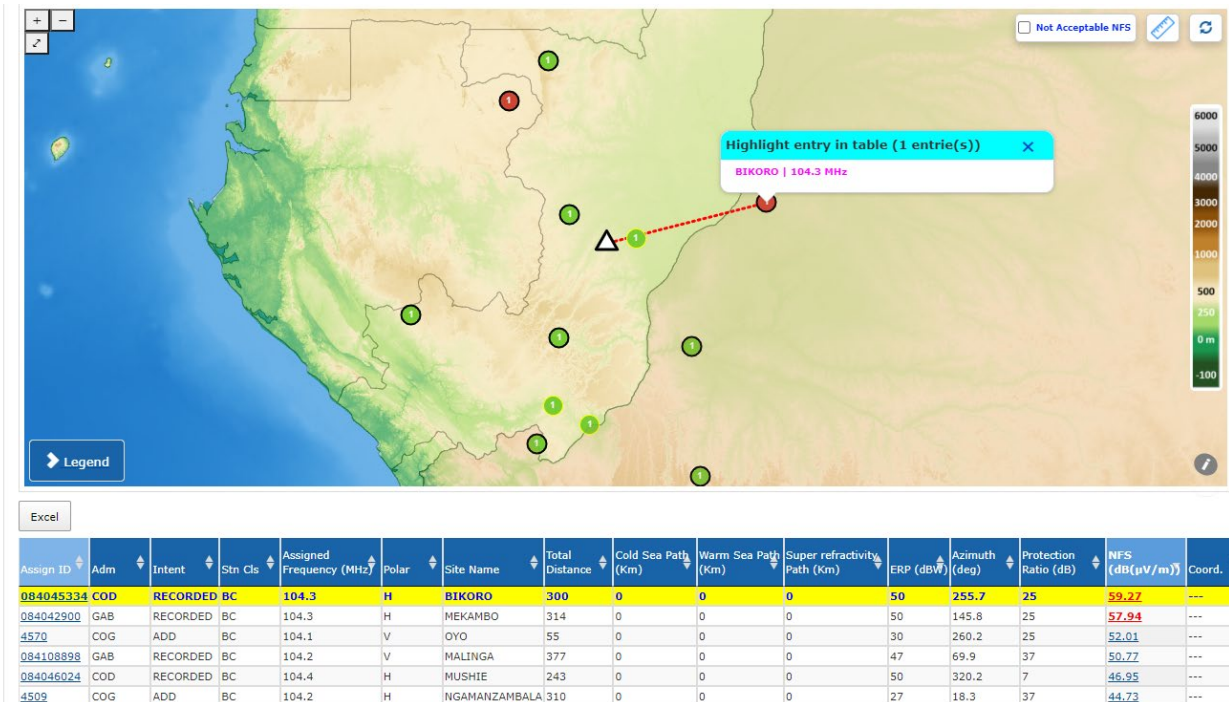 + −
Not Acceptable NFS
Highlight entry in table (1 entrie(s)) ×
BIKORO | 104.3 MHz
1
1
1
1
1
1
1
1
1
1
1
1
6000
5000
4000
3000
2000
1000
500
250
0 m
-100
Legend
i
Excel
Assign ID Adm Intent Stn Cls Assigned Frequency (MHz) Polar Site Name Total Distance Cold Sea Path (Km) Warm Sea Path (Km) Super refractivity Path (Km) ERP (dBW) Azimuth (deg) Protection Ratio (dB) NFS (dB(µV/m)) Coord.
084045334 COD RECORDED BC 104.3 H BIKORO 300 0 0 0 50 255.7 25 59.27 ---
084042900 GAB RECORDED BC 104.3 H MEKAMBO 314 0 0 0 50 145.8 25 57.94 ---
4570 COG ADD BC 104.1 V OYO 55 0 0 0 30 260.2 25 52.01 ---
084108898 GAB RECORDED BC 104.2 V MALINGA 377 0 0 0 47 69.9 37 50.77 ---
084046024 COD RECORDED BC 104.4 H MUSHIE 243 0 0 0 50 320.2 7 46.95 ---
4509 COG ADD BC 104.2 H NGAMANZAMBALA 310 0 0 0 27 18.3 37 44.73 ---